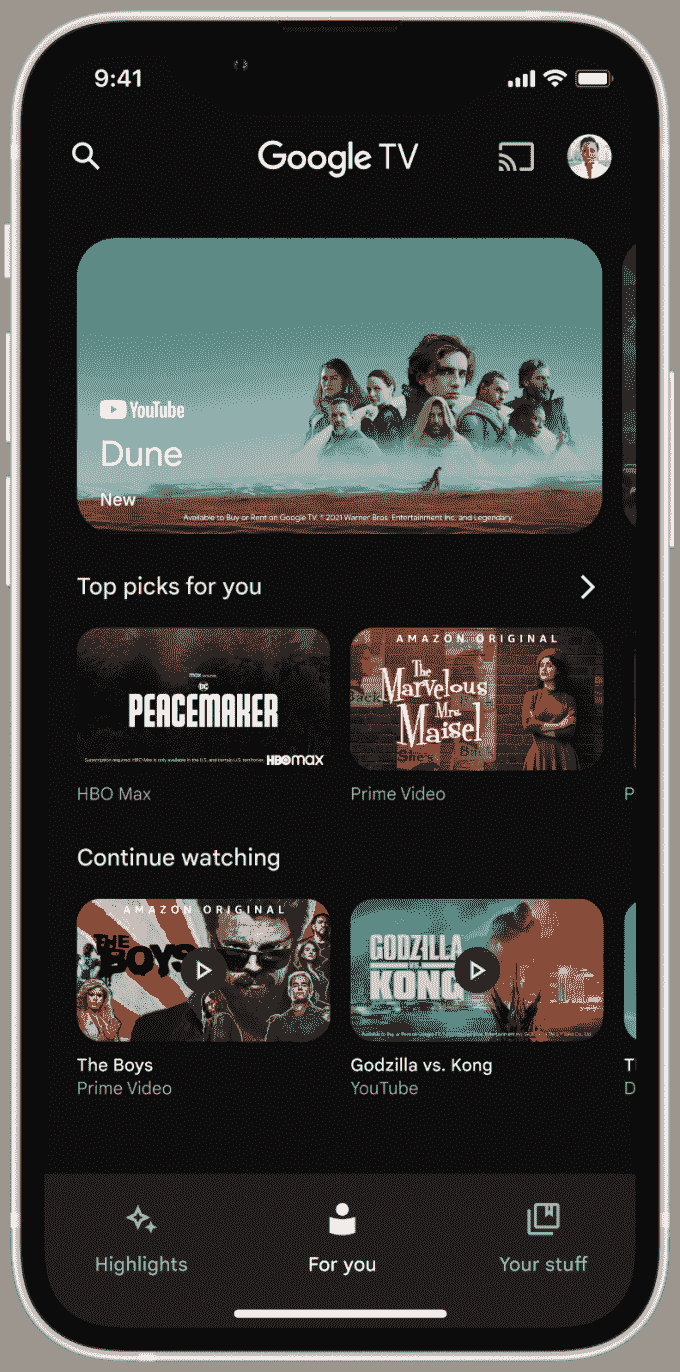 9:41
Google TV
YouTube
Dune
New
Available to Buy or Rent on Google TV. © 2021 Warner Bros. Entertainment Inc. and Legendary
Top picks for you
max
DC
PEACEMAKER
Subscription required. HBO Max is only available in the U.S. and certain U.S. territories.
HBOmax
AMAZON ORIGINAL
The
Marvelous
Mrs.
Maisel
She's
HBO Max
Prime Video
P
Continue watching
AMAZON ORIGINAL
THE
BOYS
GODZILLA
VS.
KONG
The Boys
Prime Video
Godzilla vs. Kong
YouTube
T
D
Highlights
For you
Your stuff